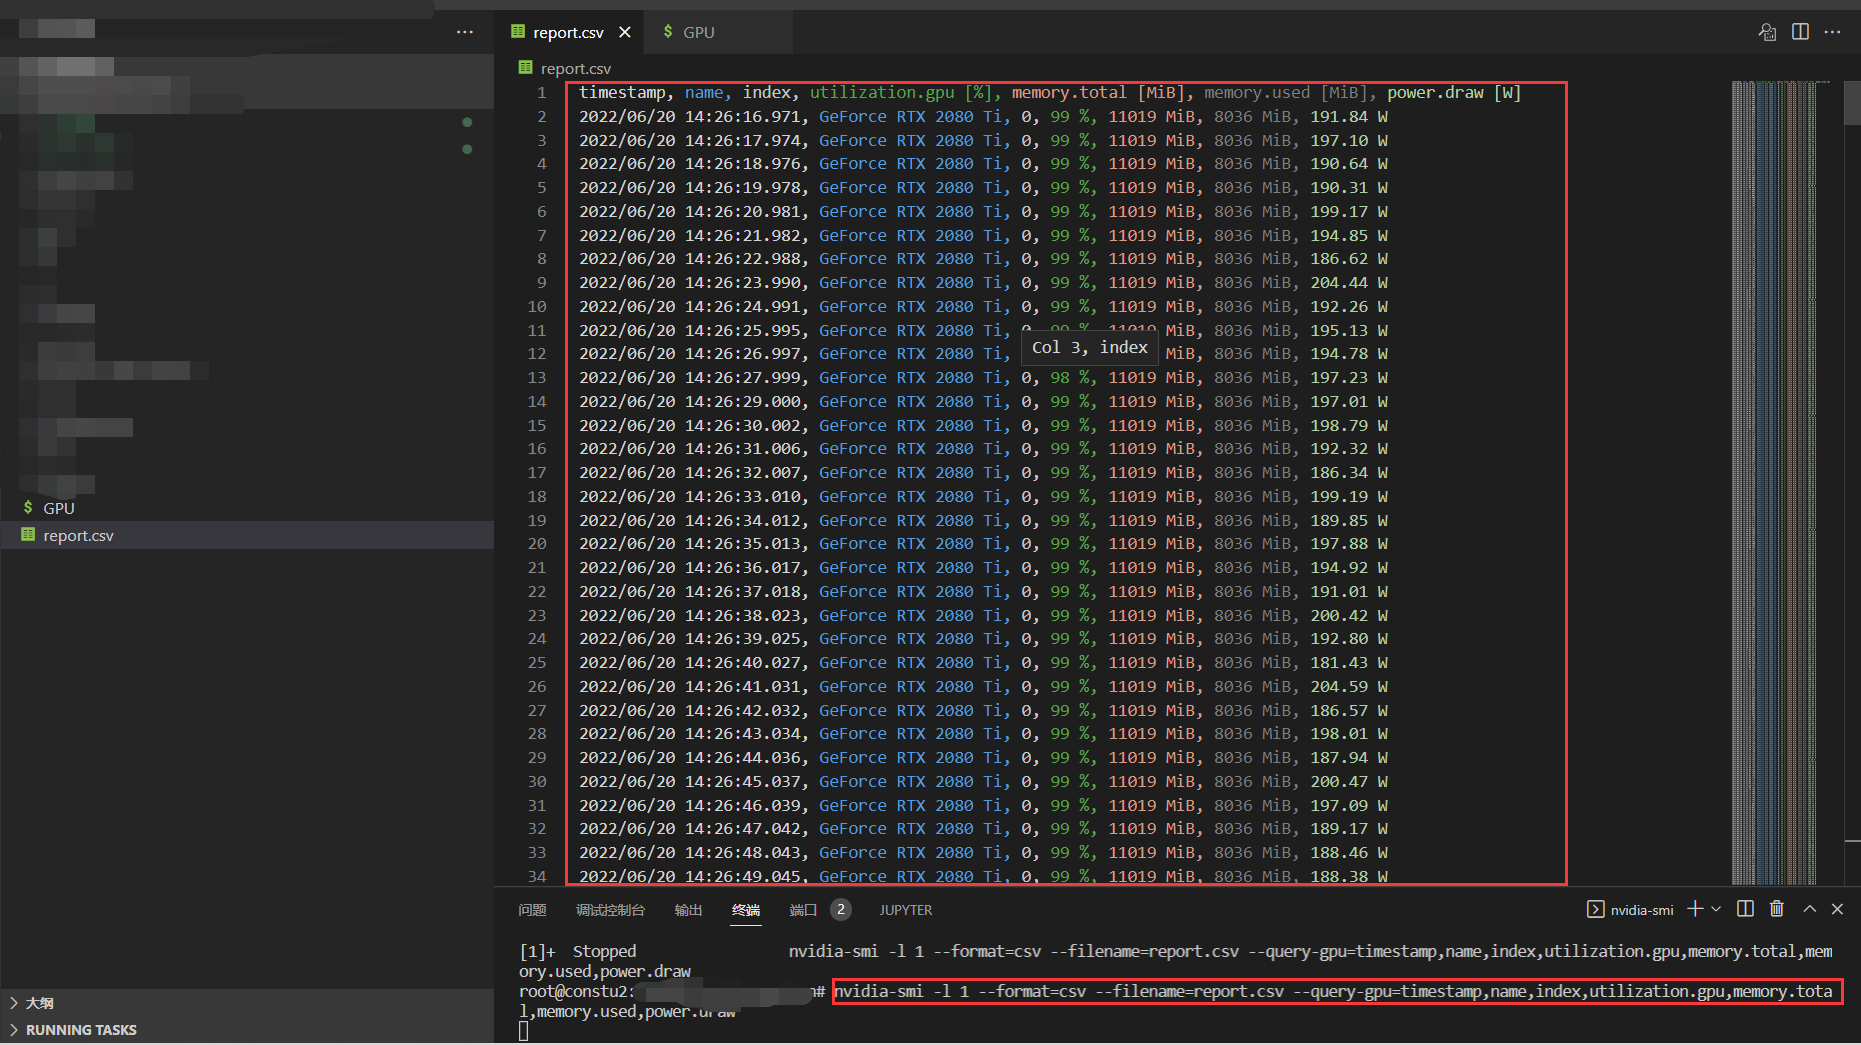 report.csv
GPU
report.csv
1 timestamp, name, index, utilization.gpu [%], memory.total [MiB], memory.used [MiB], power.draw [W]
2 2022/06/20 14:26:16.971, GeForce RTX 2080 Ti, 0, 99 %, 11019 MiB, 8036 MiB, 191.84 W
3 2022/06/20 14:26:17.974, GeForce RTX 2080 Ti, 0, 99 %, 11019 MiB, 8036 MiB, 197.10 W
4 2022/06/20 14:26:18.976, GeForce RTX 2080 Ti, 0, 99 %, 11019 MiB, 8036 MiB, 190.64 W
5 2022/06/20 14:26:19.978, GeForce RTX 2080 Ti, 0, 99 %, 11019 MiB, 8036 MiB, 190.31 W
6 2022/06/20 14:26:20.981, GeForce RTX 2080 Ti, 0, 99 %, 11019 MiB, 8036 MiB, 199.17 W
7 2022/06/20 14:26:21.982, GeForce RTX 2080 Ti, 0, 99 %, 11019 MiB, 8036 MiB, 194.85 W
8 2022/06/20 14:26:22.988, GeForce RTX 2080 Ti, 0, 99 %, 11019 MiB, 8036 MiB, 186.62 W
9 2022/06/20 14:26:23.990, GeForce RTX 2080 Ti, 0, 99 %, 11019 MiB, 8036 MiB, 204.44 W
10 2022/06/20 14:26:24.991, GeForce RTX 2080 Ti, 0, 99 %, 11019 MiB, 8036 MiB, 192.26 W
11 2022/06/20 14:26:25.995, GeForce RTX 2080 Ti, 0, 99 %, 11019 MiB, 8036 MiB, 195.13 W
12 2022/06/20 14:26:26.997, GeForce RTX 2080 Ti, MiB, 8036 MiB, 194.78 W
Col 3, index
13 2022/06/20 14:26:27.999, GeForce RTX 2080 Ti, 0, 98 %, 11019 MiB, 8036 MiB, 197.23 W
14 2022/06/20 14:26:29.000, GeForce RTX 2080 Ti, 0, 99 %, 11019 MiB, 8036 MiB, 197.01 W
15 2022/06/20 14:26:30.002, GeForce RTX 2080 Ti, 0, 99 %, 11019 MiB, 8036 MiB, 198.79 W
16 2022/06/20 14:26:31.006, GeForce RTX 2080 Ti, 0, 99 %, 11019 MiB, 8036 MiB, 192.32 W
17 2022/06/20 14:26:32.007, GeForce RTX 2080 Ti, 0, 99 %, 11019 MiB, 8036 MiB, 186.34 W
18 2022/06/20 14:26:33.010, GeForce RTX 2080 Ti, 0, 99 %, 11019 MiB, 8036 MiB, 199.19 W
19 2022/06/20 14:26:34.012, GeForce RTX 2080 Ti, 0, 99 %, 11019 MiB, 8036 MiB, 189.85 W
20 2022/06/20 14:26:35.013, GeForce RTX 2080 Ti, 0, 99 %, 11019 MiB, 8036 MiB, 197.88 W
21 2022/06/20 14:26:36.017, GeForce RTX 2080 Ti, 0, 99 %, 11019 MiB, 8036 MiB, 194.92 W
22 2022/06/20 14:26:37.018, GeForce RTX 2080 Ti, 0, 99 %, 11019 MiB, 8036 MiB, 191.01 W
23 2022/06/20 14:26:38.023, GeForce RTX 2080 Ti, 0, 99 %, 11019 MiB, 8036 MiB, 200.42 W
24 2022/06/20 14:26:39.025, GeForce RTX 2080 Ti, 0, 99 %, 11019 MiB, 8036 MiB, 192.80 W
25 2022/06/20 14:26:40.027, GeForce RTX 2080 Ti, 0, 99 %, 11019 MiB, 8036 MiB, 181.43 W
26 2022/06/20 14:26:41.031, GeForce RTX 2080 Ti, 0, 99 %, 11019 MiB, 8036 MiB, 204.59 W
27 2022/06/20 14:26:42.032, GeForce RTX 2080 Ti, 0, 99 %, 11019 MiB, 8036 MiB, 186.57 W
28 2022/06/20 14:26:43.034, GeForce RTX 2080 Ti, 0, 99 %, 11019 MiB, 8036 MiB, 198.01 W
29 2022/06/20 14:26:44.036, GeForce RTX 2080 Ti, 0, 99 %, 11019 MiB, 8036 MiB, 187.94 W
30 2022/06/20 14:26:45.037, GeForce RTX 2080 Ti, 0, 99 %, 11019 MiB, 8036 MiB, 200.47 W
31 2022/06/20 14:26:46.039, GeForce RTX 2080 Ti, 0, 99 %, 11019 MiB, 8036 MiB, 197.09 W
32 2022/06/20 14:26:47.042, GeForce RTX 2080 Ti, 0, 99 %, 11019 MiB, 8036 MiB, 189.17 W
33 2022/06/20 14:26:48.043, GeForce RTX 2080 Ti, 0, 99 %, 11019 MiB, 8036 MiB, 188.46 W
34 2022/06/20 14:26:49.045, GeForce RTX 2080 Ti, 0, 99 %, 11019 MiB, 8036 MiB, 188.38 W
$ GPU
report.csv
大纲
RUNNING TASKS
问题 调试控制台 输出 终端 端口 2 JUPYTER
nvidia-smi
[1]+ Stopped nvidia-smi -l 1 --format=csv --filename=report.csv --query-gpu=timestamp,name,index,utilization.gpu,memory.total,mem
ory.used,power.draw
root@constu2: # nvidia-smi -l 1 --format=csv --filename=report.csv --query-gpu=timestamp,name,index,utilization.gpu,memory.tota
l,memory.used,power.draw